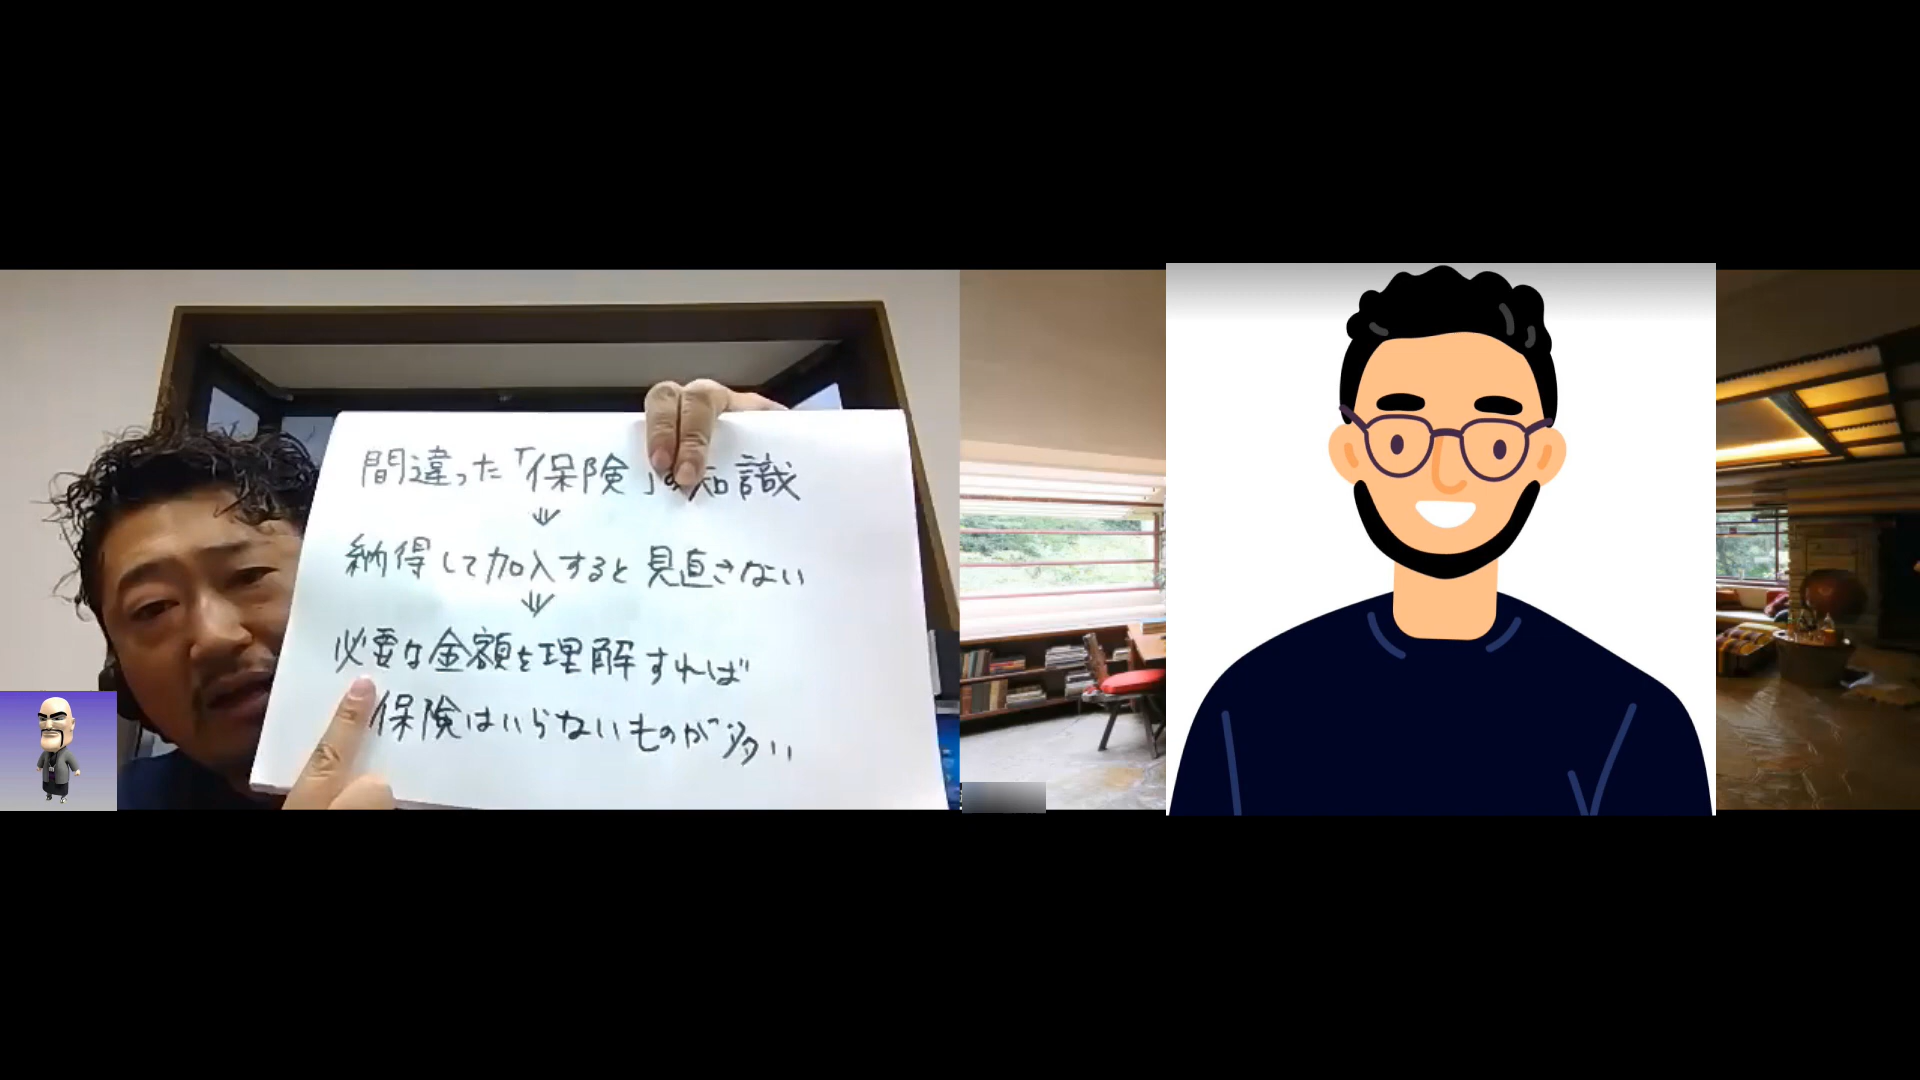 間違った「保険」の知識
⇓
納得して加入すると見直さない
⇓
必要な金額を理解すれば
保険はいらないものが多い